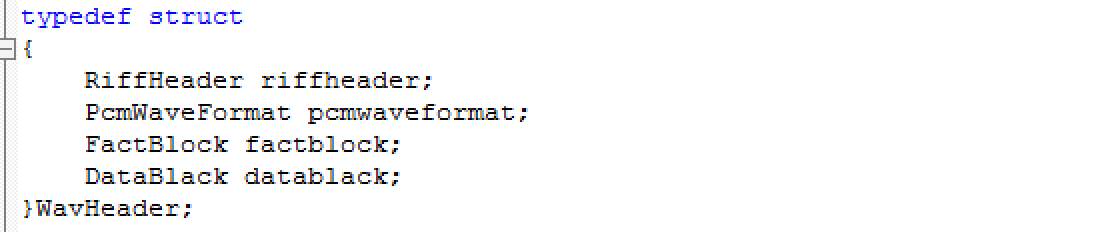 typedef struct
{
    RiffHeader riffheader;
    PcmWaveFormat pcmwaveformat;
    FactBlock factblock;
    DataBlack datablack;
}WavHeader;